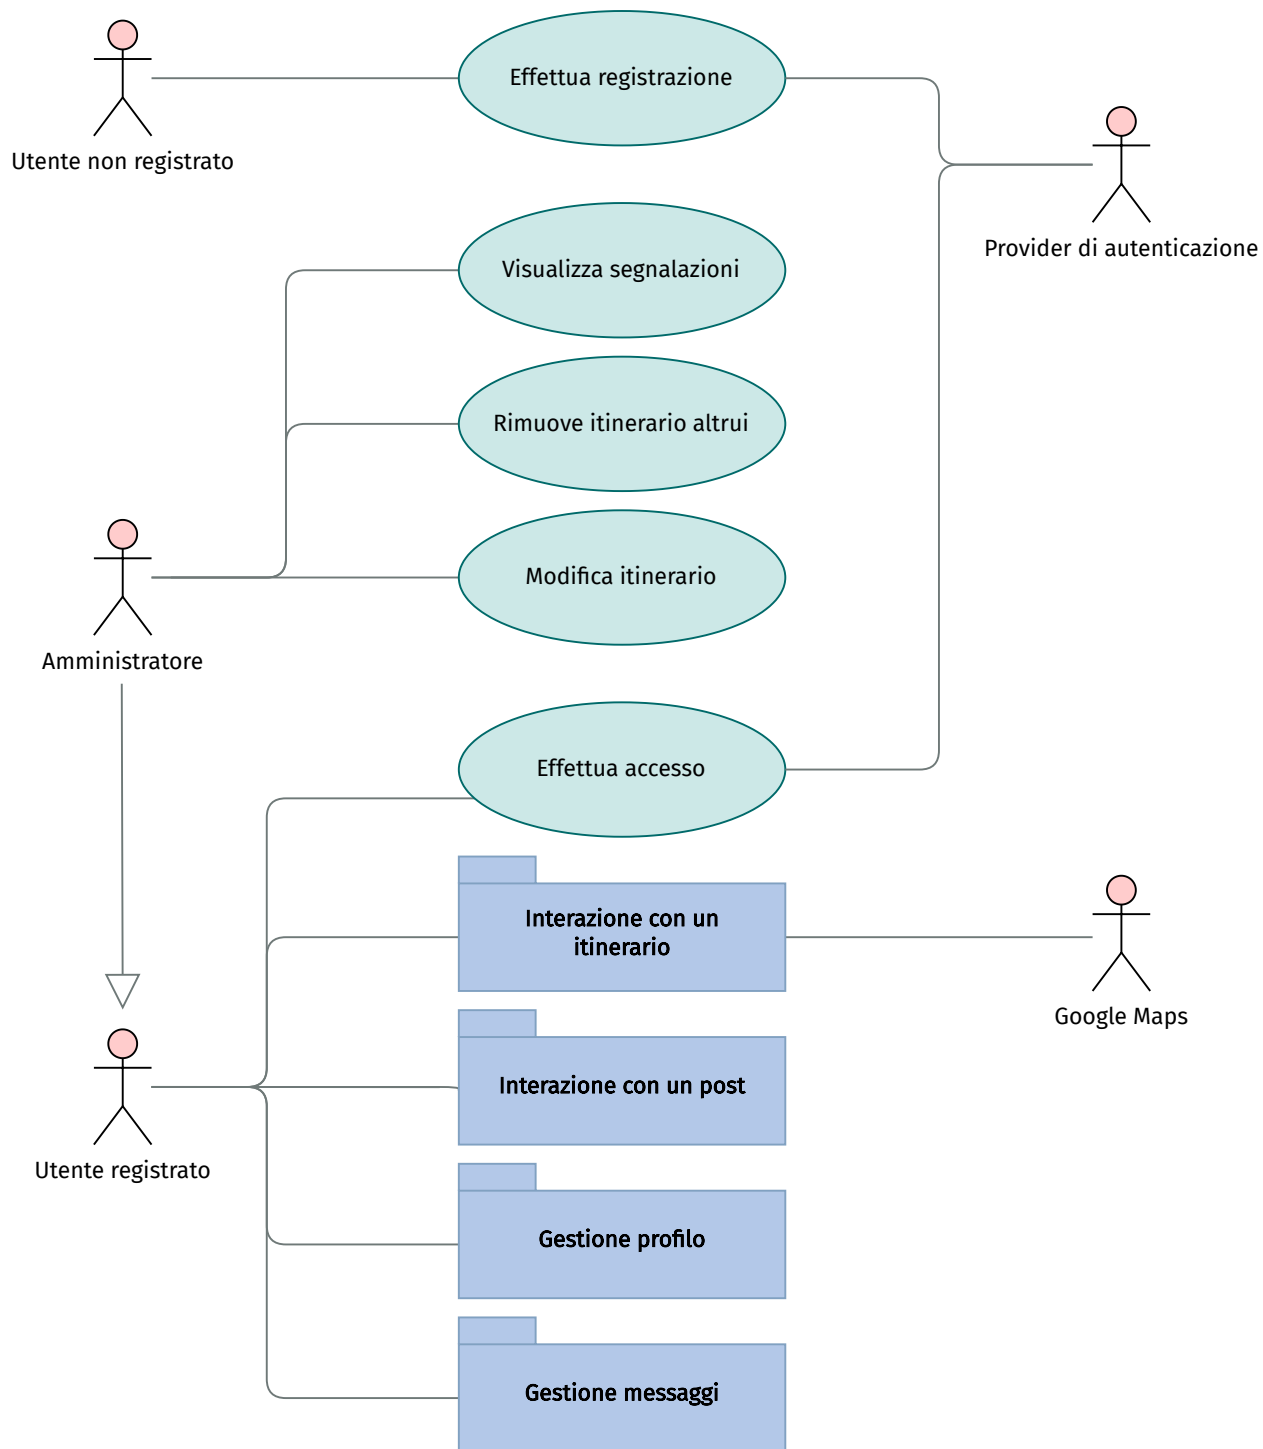 Effettua registrazione
Utente non registrato
Provider di autenticazione
Visualizza segnalazioni
Rimuove itinerario altrui
Modifica itinerario
Amministratore
Effettua accesso
Interazione con un
itinerario
Google Maps
Interazione con un post
Utente registrato
Gestione profilo
Gestione messaggi